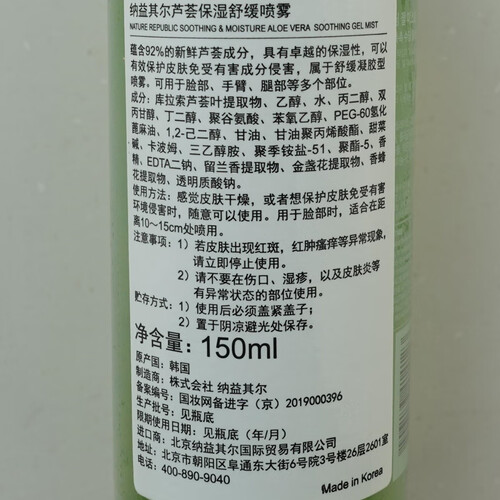 纳益其尔芦荟保湿舒缓喷雾
NATURE REPUBLIC SOOTHING & MOISTURE ALOE VERA SOOTHING GEL MIST
蕴含92%的新鲜芦荟成分，具有卓越的保湿性，可以
有效保护皮肤免受有害成分侵害，属于舒缓凝胶型
喷雾。可用于脸部、手臂、腿部等多个部位。
成分：库拉索芦荟叶提取物、乙醇、水、丙二醇、双
丙甘醇、丁二醇、聚谷氨酸、苯氧乙醇、PEG-60氢化
蓖麻油、1,2-己二醇、甘油、甘油聚丙烯酸酯、甜菜
碱、卡波姆、三乙醇胺、聚季铵盐-51、聚酯-5、香
精、EDTA二钠、留兰香提取物、金盏花提取物、香蜂
花提取物、透明质酸钠。
使用方法：感觉皮肤干燥，或者想保护皮肤免受有害
环境侵害时，随意可以使用。用于脸部时，适合在距
离10～15cm处喷用。
注意事项：1）若皮肤出现红斑，红肿瘙痒等异常现象，
请立即停止使用。
2）请不要在伤口、湿疹，以及皮肤炎等
有异常状态的部位使用。
贮存方式：1）使用后必须盖紧盖子；
2）置于阴凉避光处保存。
净含量：150ml
原产国：韩国
制造商：株式会社 纳益其尔
备案编号：国妆网备进字（京）2019000396
生产批号：见瓶底
限期使用日期：见瓶底（年/月）
进口商：北京纳益其尔国际贸易有限公司
地址：北京市朝阳区阜通东大街6号院3号楼26层2601室
电话：400-890-9040
Made in Korea